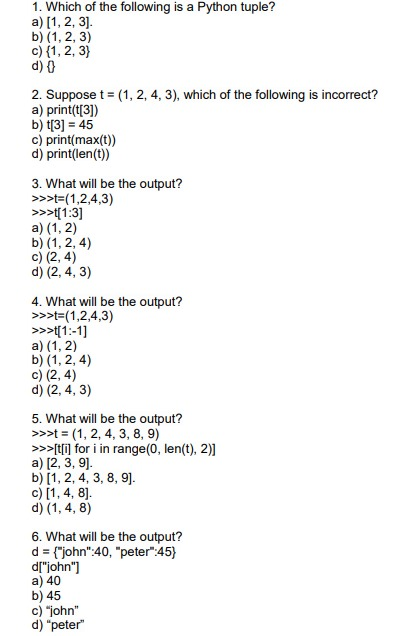 1. Which of the following is a Python tuple?
a) [1, 2, 3].
b) (1, 2, 3)
c) {1, 2, 3}
d) {}
2. Suppose t = (1, 2, 4, 3), which of the following is incorrect?
a) print(t[3])
b) t[3] = 45
c) print(max(t))
d) print(len(t))
3. What will be the output?
>>>t=(1,2,4,3)
>>>t[1:3]
a) (1, 2)
b) (1, 2, 4)
c) (2, 4)
d) (2, 4, 3)
4. What will be the output?
>>>t=(1,2,4,3)
>>>t[1:-1]
a) (1, 2)
b) (1, 2, 4)
c) (2, 4)
d) (2, 4, 3)
5. What will be the output?
>>>t = (1, 2, 4, 3, 8, 9)
>>>[t[i] for i in range(0, len(t), 2)]
a) [2, 3, 9].
b) [1, 2, 4, 3, 8, 9].
c) [1, 4, 8].
d) (1, 4, 8)
6. What will be the output?
d = {"john":40, "peter":45}
d["john"]
a) 40
b) 45
c) “john”
d) “peter”